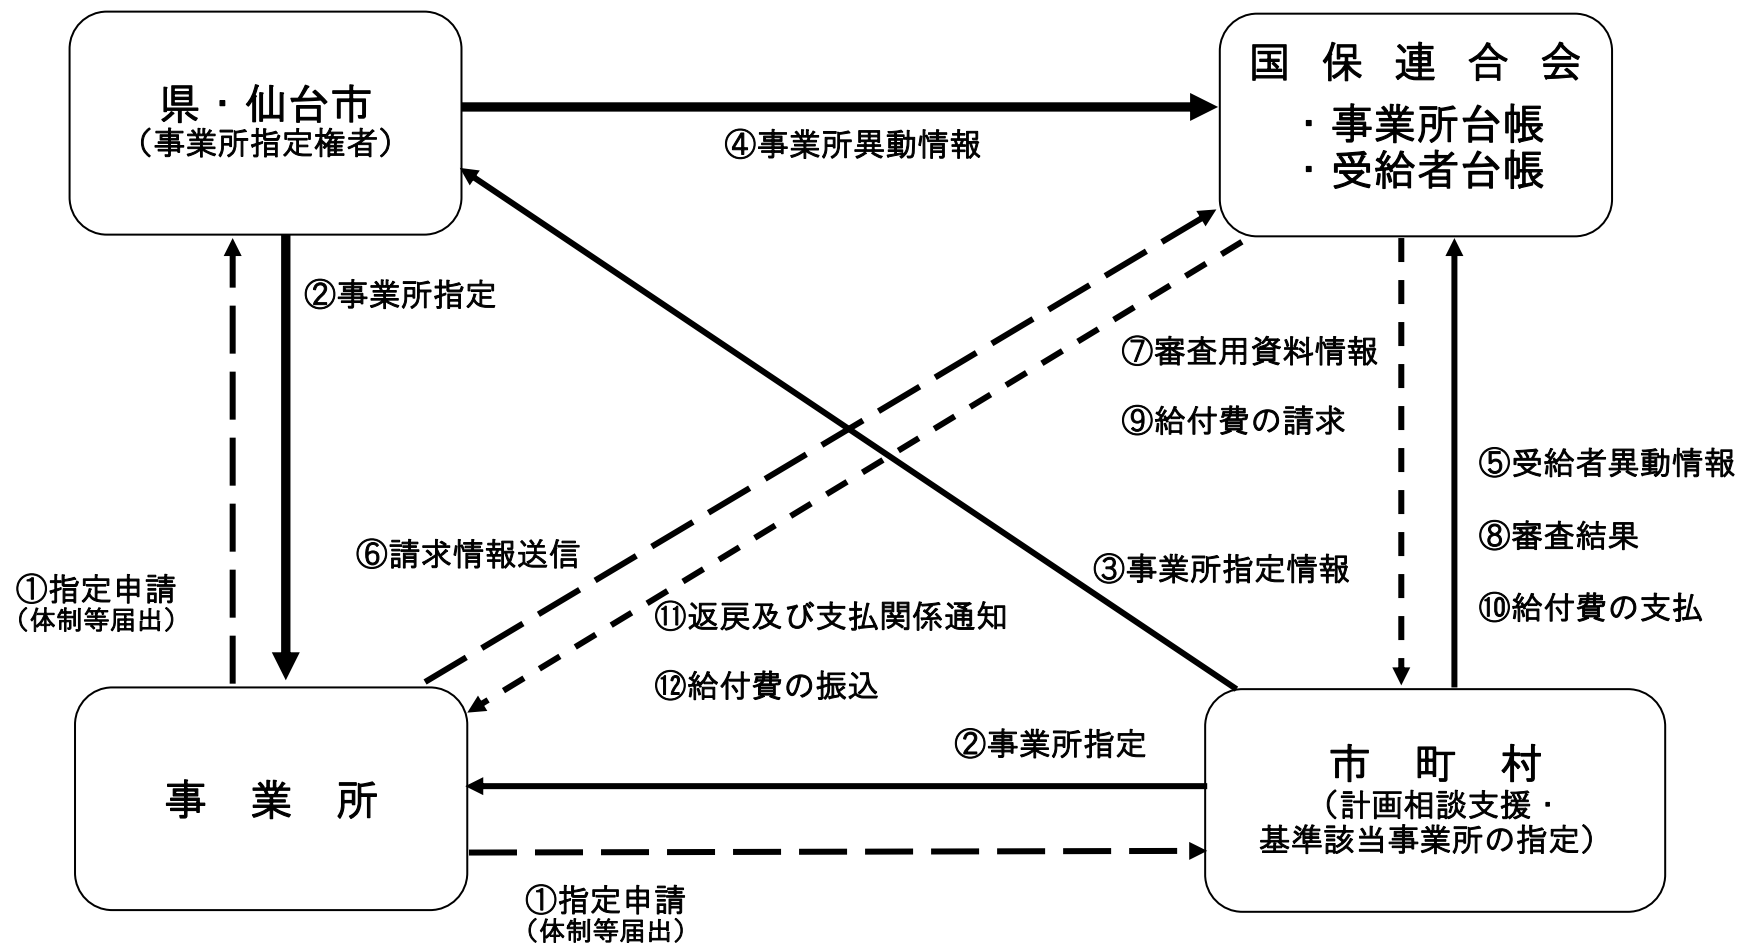 県・仙台市
（事業所指定権者）
国保連合会
・事業所台帳
・受給者台帳
④事業所異動情報
②事業所指定
⑦審査用資料情報
⑨給付費の請求
⑤受給者異動情報
⑧審査結果
⑩給付費の支払
⑥請求情報送信
③事業所指定情報
①指定申請
（体制等届出）
⑪返戻及び支払関係通知
⑫給付費の振込
②事業所指定
事業所
市町村
（計画相談支援・
基準該当事業所の指定）
①指定申請
（体制等届出）